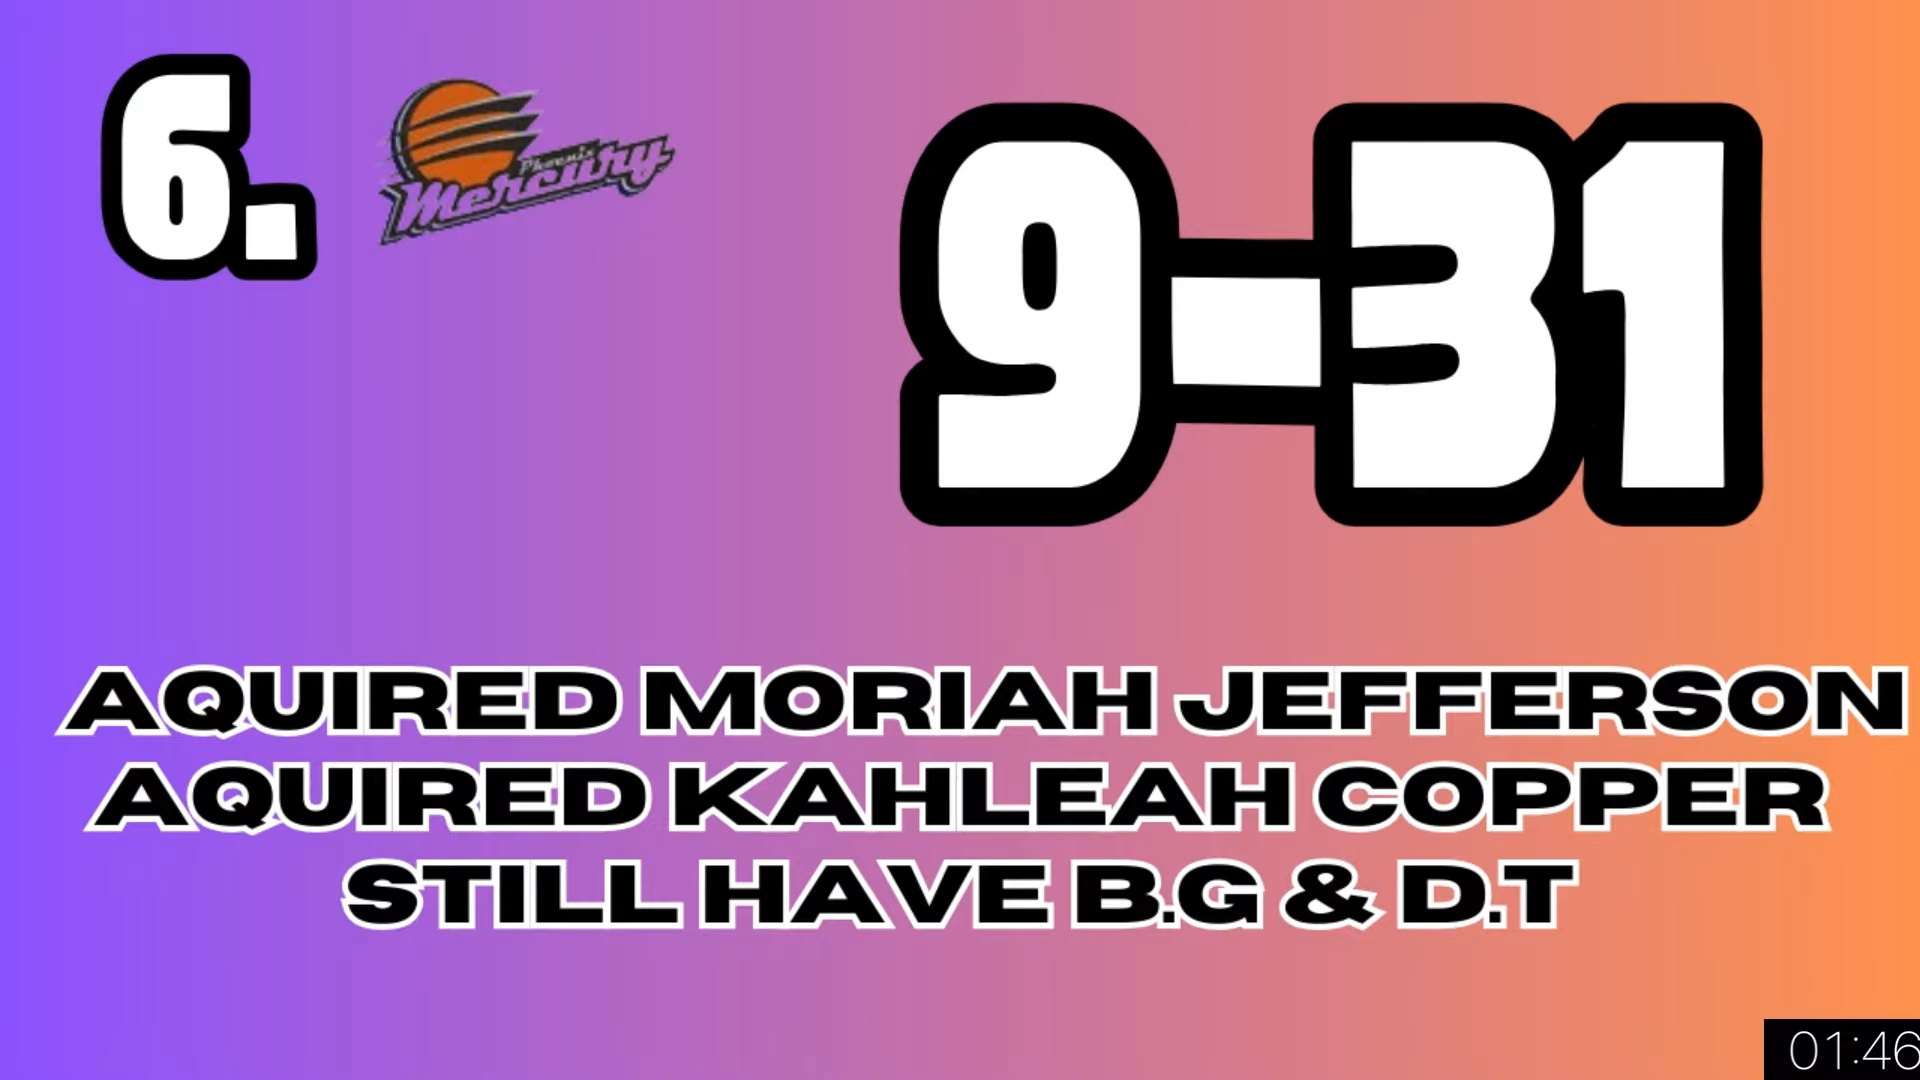 6.
Phoenix
Mercury
9-31
AQUIRED MORIAH JEFFERSON
AQUIRED KAHLEAH COPPER
STILL HAVE B.G & D.T
01:46